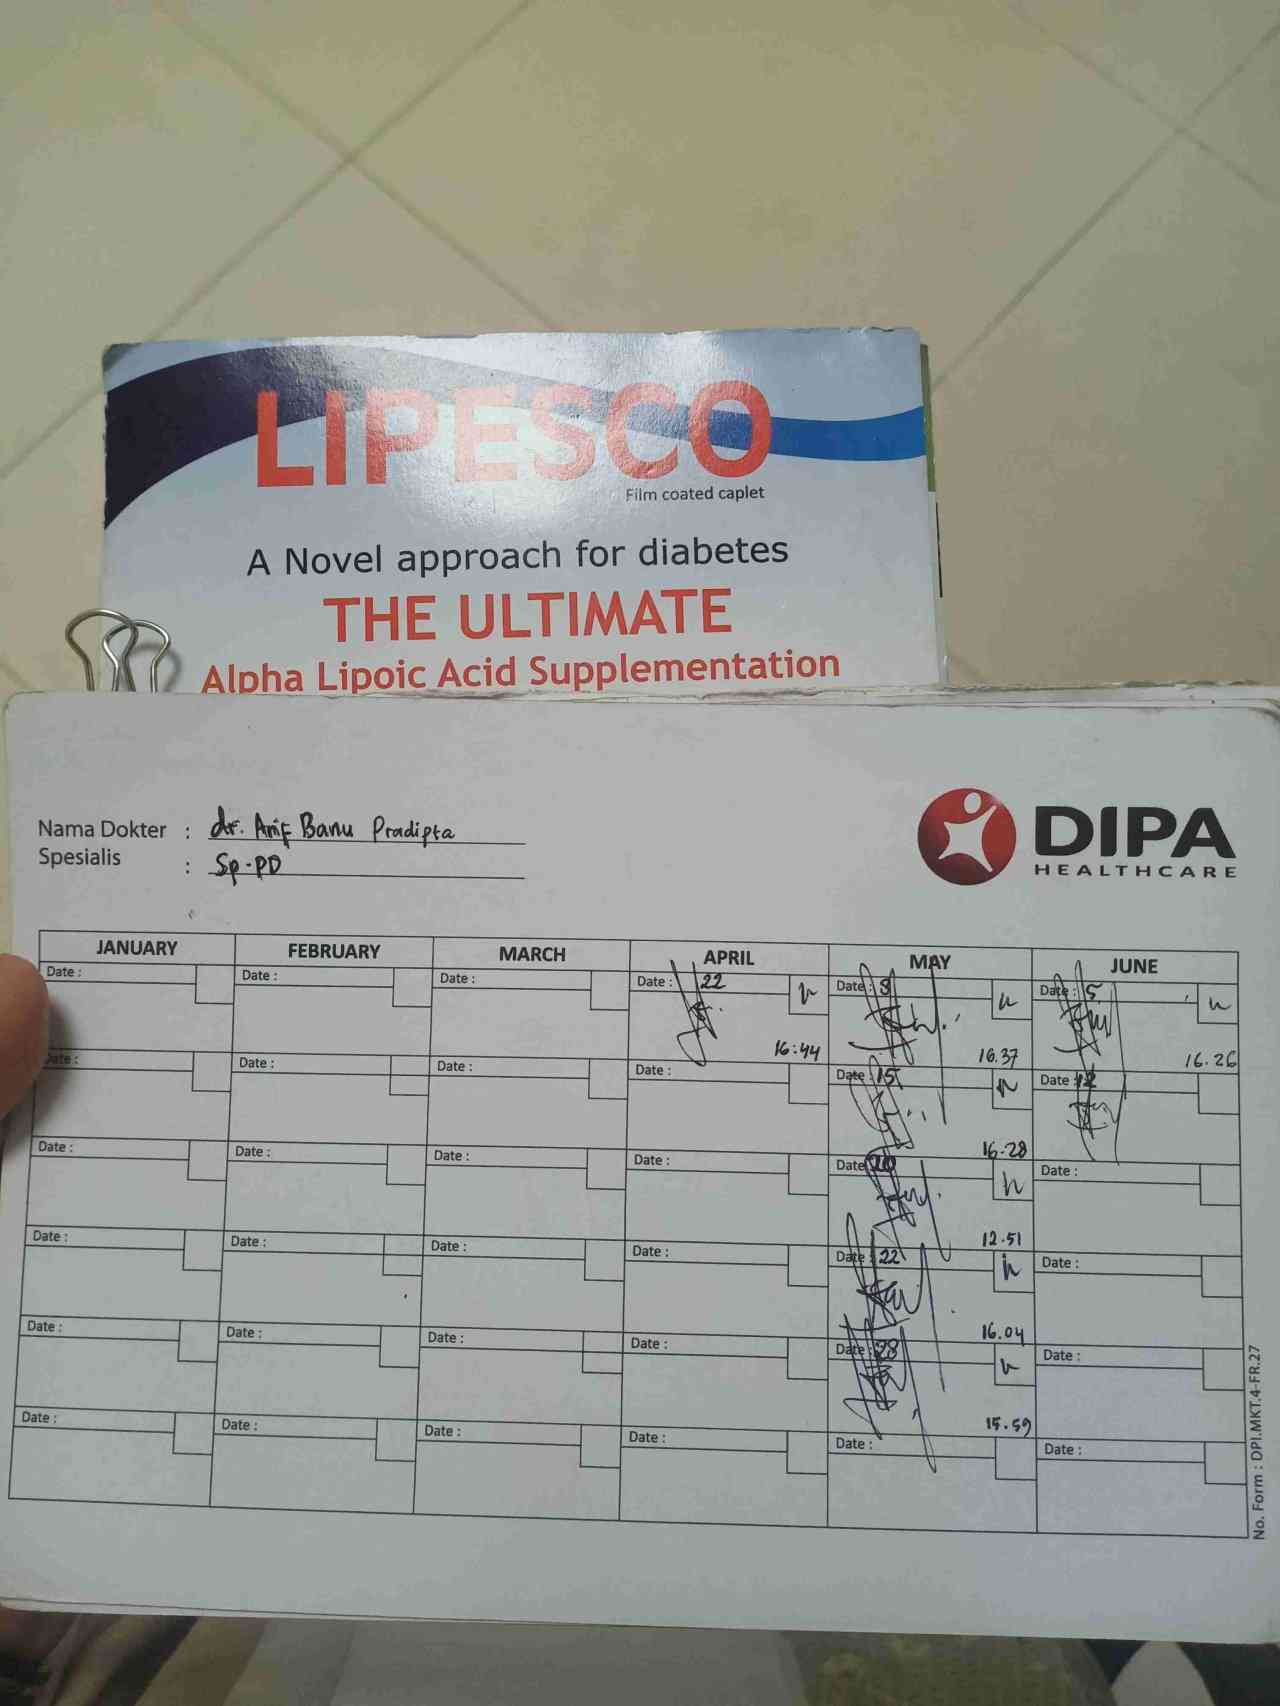 LIPESCO
Film coated caplet
A Novel approach for diabetes
THE ULTIMATE
Alpha Lipoic Acid Supplementation
Nama Dokter : dr. Arif Banu Pradipta
Spesialis : Sp-PD
DIPA
HEALTHCARE
JANUARY FEBRUARY MARCH APRIL MAY JUNE
Date : Date : Date : Date : 22 Date : 8 Date : 5
16:44 16.37 16.26
Date : Date : Date : Date : Date : 15 Date : 12
16.28
Date : Date : Date : Date : Date : 20 Date :
12.51
Date : Date : Date : Date : Date : 22 Date :
16.04
Date : Date : Date : Date : Date : 28 Date :
15.59
Date : Date : Date : Date : Date : Date :
No. Form : DPI.MKT.4-FR.27